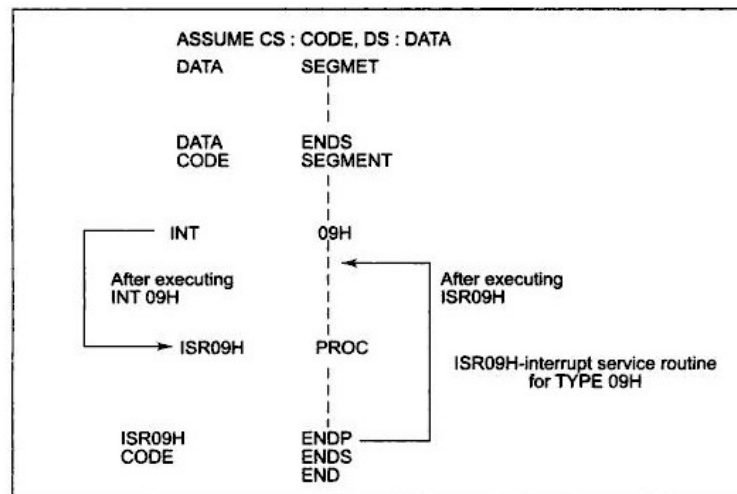 ASSUME CS : CODE, DS : DATA
DATA SEGMET
DATA ENDS
CODE SEGMENT
INT 09H
After executing
INT 09H
After executing
ISR09H
ISR09H PROC
ISR09H-interrupt service routine
for TYPE 09H
ISR09H ENDP
CODE ENDS
END